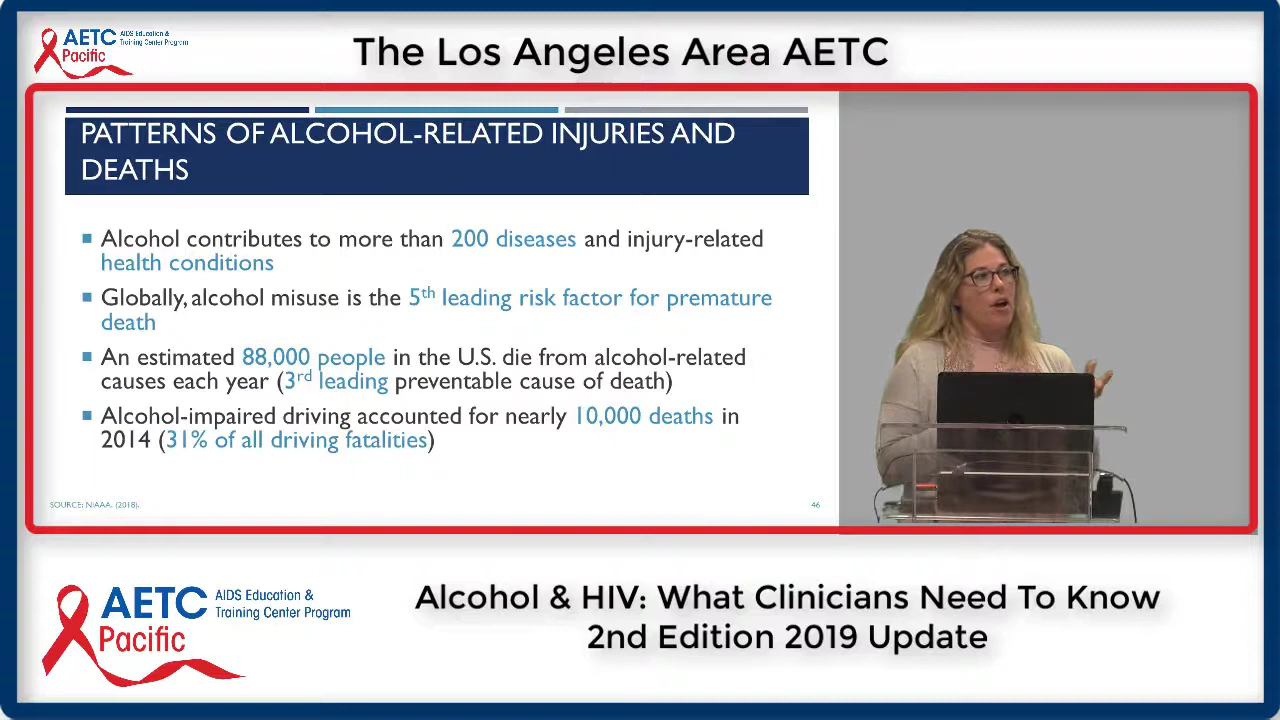 AETC
Pacific
AIDS Education &
Training Center Program
The Los Angeles Area AETC
PATTERNS OF ALCOHOL-RELATED INJURIES AND
DEATHS
Alcohol contributes to more than 200 diseases and injury-related
health conditions
Globally, alcohol misuse is the 5th leading risk factor for premature
death
An estimated 88,000 people in the U.S. die from alcohol-related
causes each year (3rd leading preventable cause of death)
Alcohol-impaired driving accounted for nearly 10,000 deaths in
2014 (31% of all driving fatalities)
SOURCE: NIAAA. (2018).
46
AETC
Pacific
AIDS Education &
Training Center Program
Alcohol & HIV: What Clinicians Need To Know
2nd Edition 2019 Update